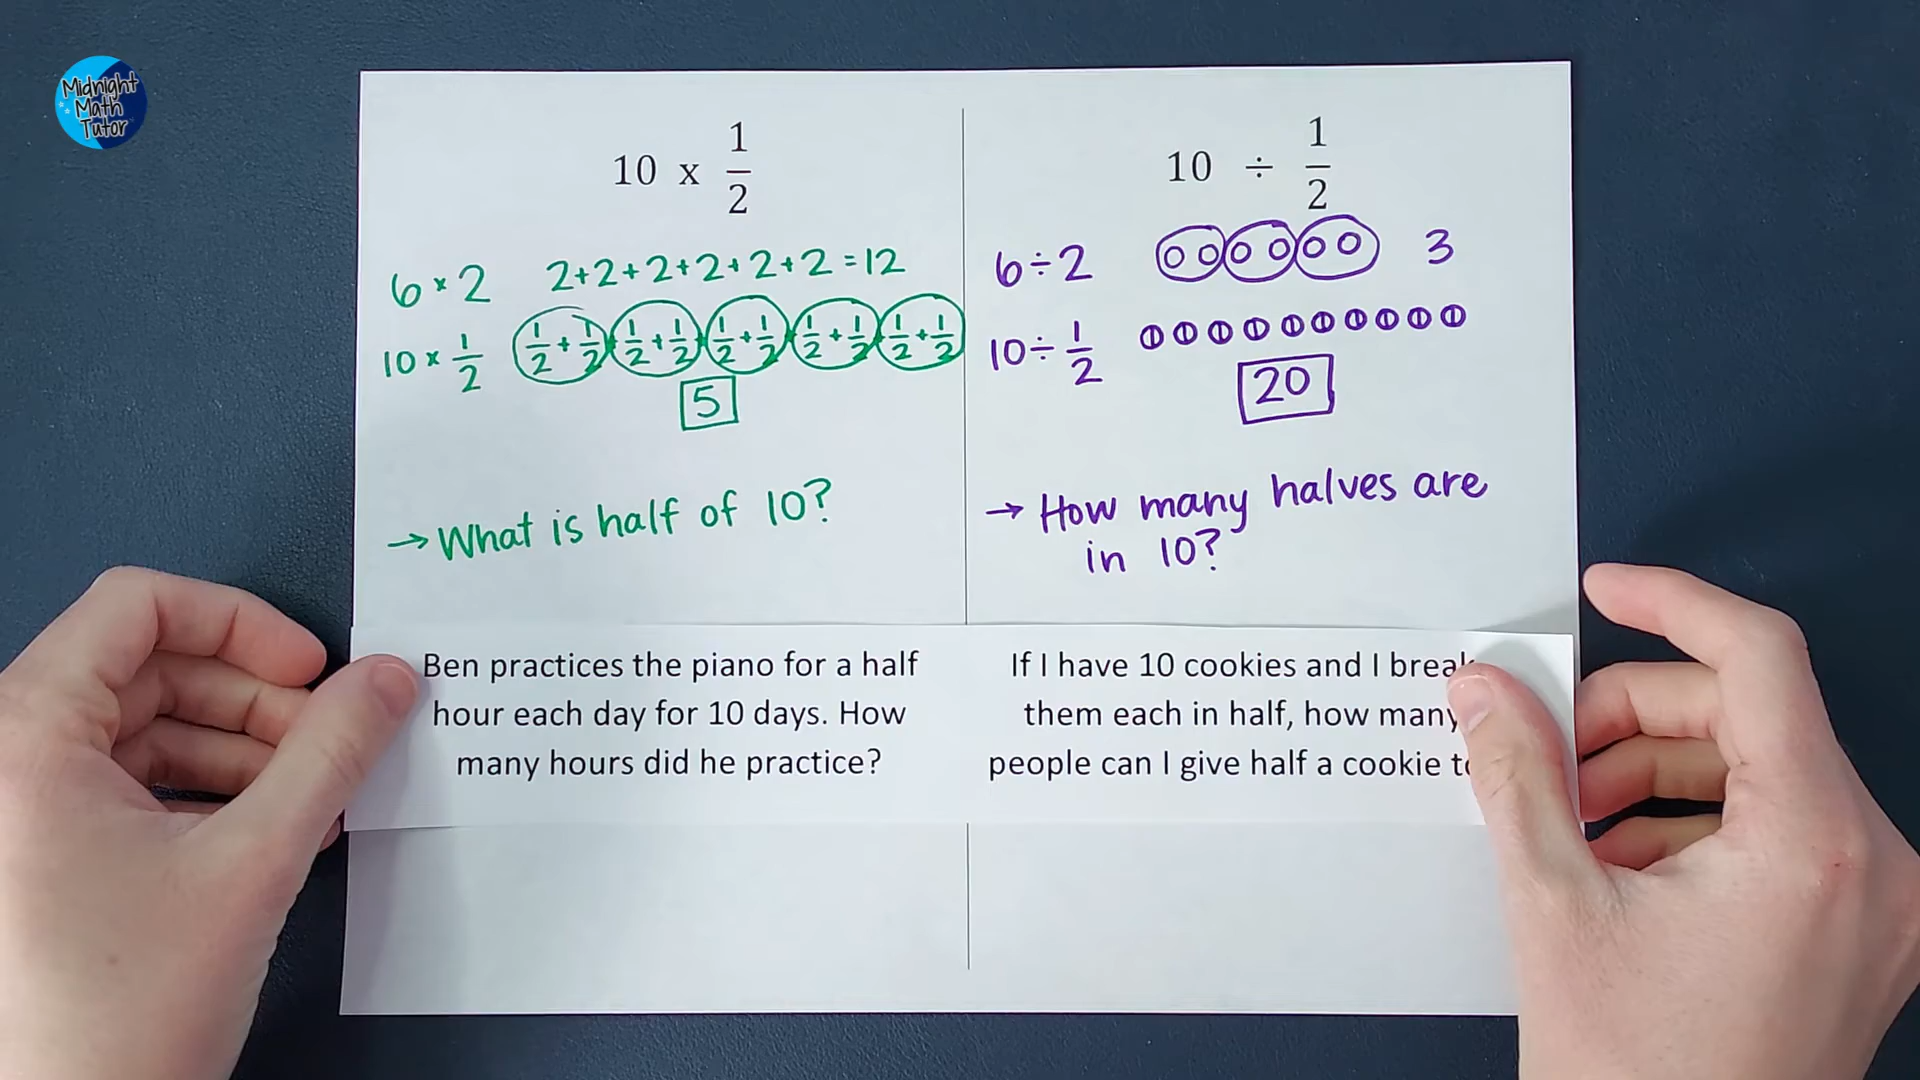 Midnight
Math
Tutor
10 x 1/2
6 × 2 2+2+2+2+2+2=12
10 × 1/2 1/2 + 1/2 + 1/2 + 1/2 + 1/2 + 1/2 + 1/2 + 1/2 + 1/2 + 1/2
5
→ What is half of 10?
Ben practices the piano for a half
hour each day for 10 days. How
many hours did he practice?
10 ÷ 1/2
6÷2 3
10÷ 1/2
20
→ How many halves are
in 10?
If I have 10 cookies and I
them each in half, how many
people can I give half a cookie